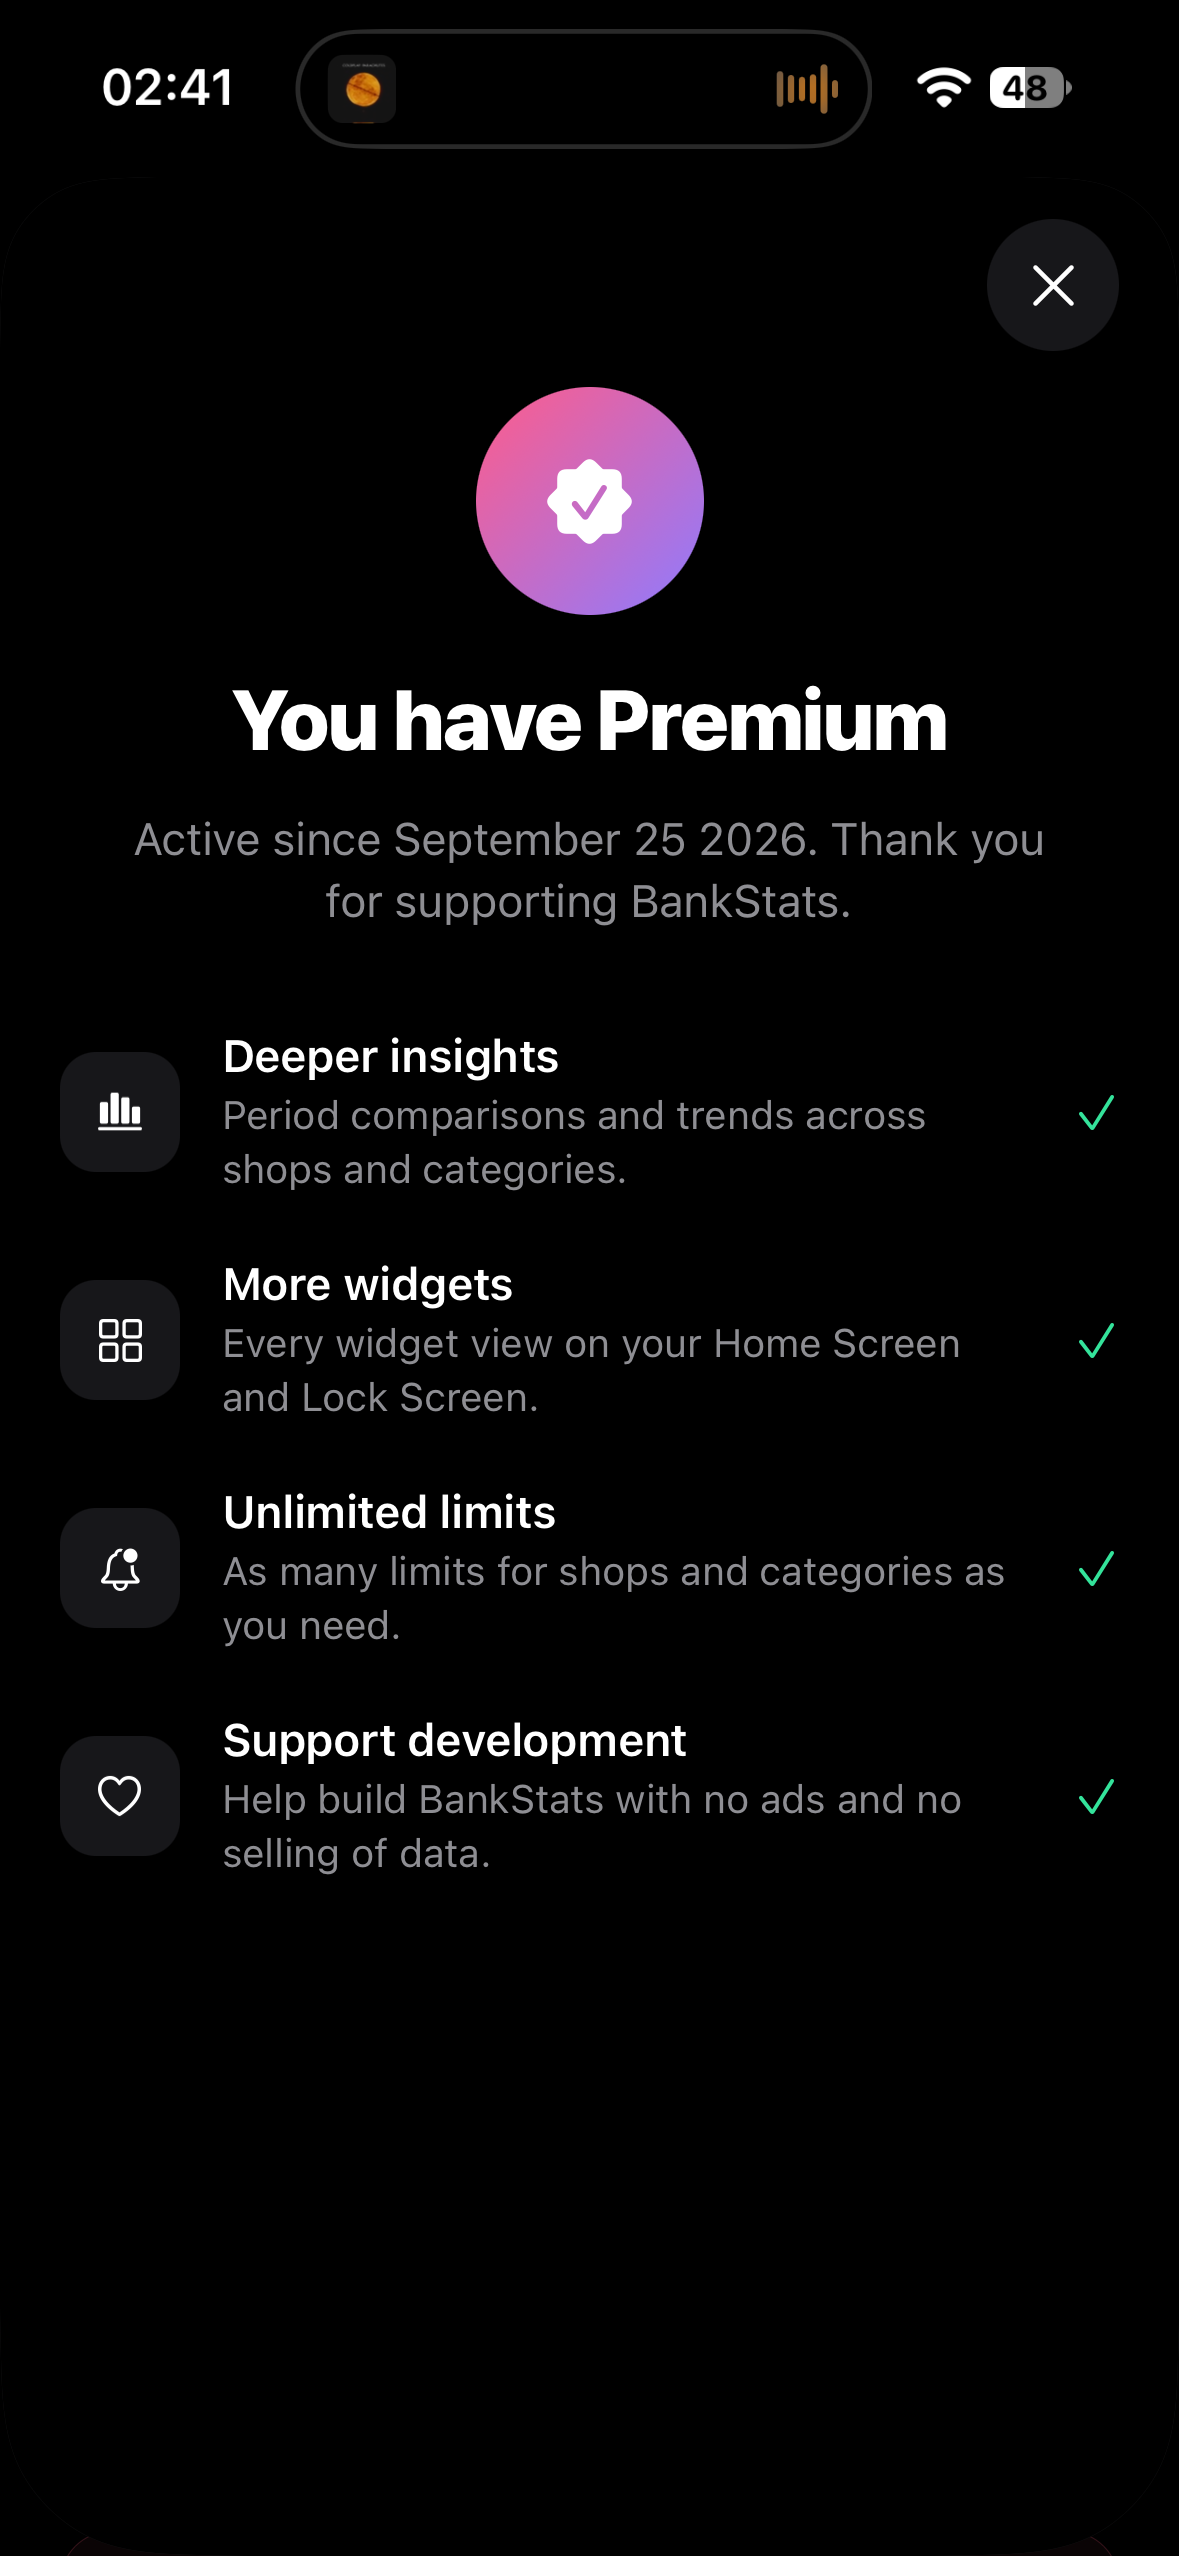 02:41
48
You have Premium
Active since September 25 2026. Thank you
for supporting BankStats.
Deeper insights
Period comparisons and trends across
shops and categories.
More widgets
Every widget view on your Home Screen
and Lock Screen.
Unlimited limits
As many limits for shops and categories as
you need.
Support development
Help build BankStats with no ads and no
selling of data.